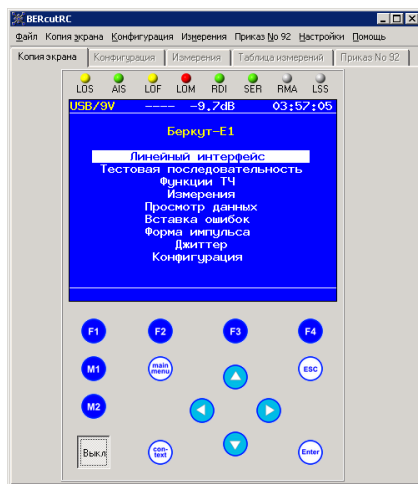 BERcutRC
Файл Копия экрана Конфигурация Измерения Приказ No 92 Настройки Помощь
Копия экрана Конфигурация Измерения Таблица измерений Приказ No 92
LOS AIS LOF LOM RDI SER RMA LSS
USB/9V ---- -9,7dB 03:57:05
Беркут-E1
Линейный интерфейс
Тестовая последовательность
Функции ТЧ
Измерения
Просмотр данных
Вставка ошибок
Форма импульса
Джиттер
Конфигурация
F1 F2 F3 F4
M1 main menu ESC
M2
Выкл con-text Enter